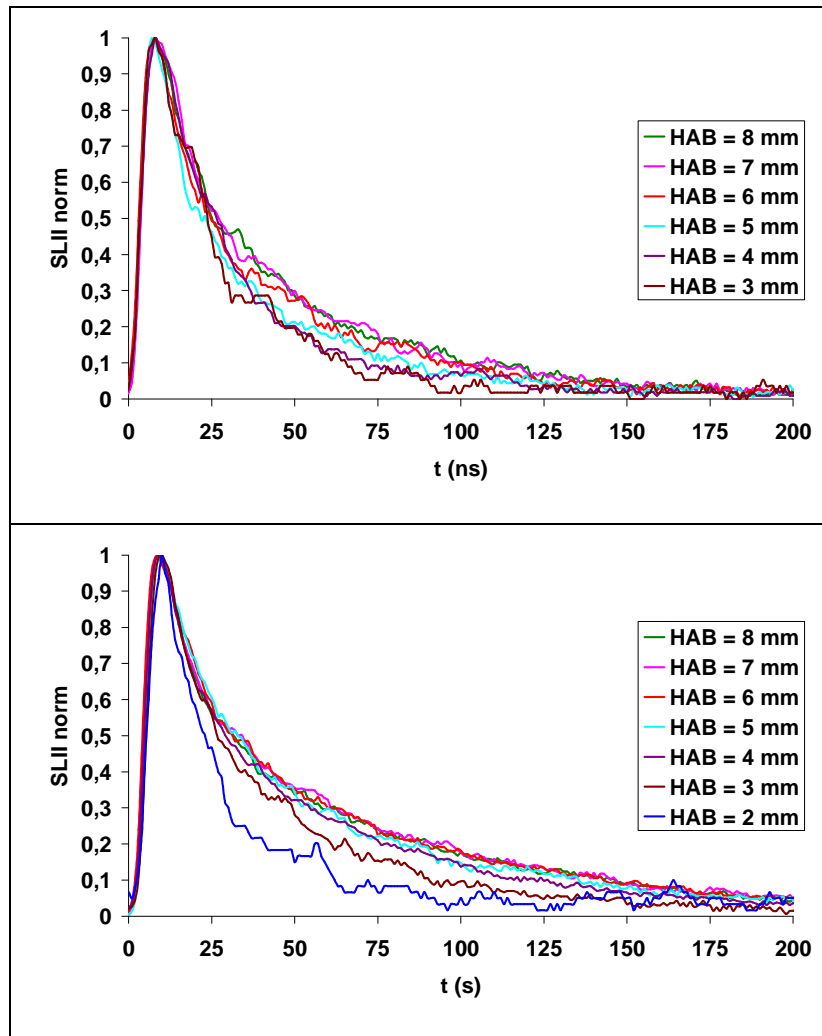 1
0,9
0,8
0,7
0,6
0,5
0,4
0,3
0,2
0,1
0
SLII norm
0 25 50 75 100 125 150 175 200
t (ns)
HAB = 8 mm
HAB = 7 mm
HAB = 6 mm
HAB = 5 mm
HAB = 4 mm
HAB = 3 mm
1
0,9
0,8
0,7
0,6
0,5
0,4
0,3
0,2
0,1
0
SLII norm
0 25 50 75 100 125 150 175 200
t (s)
HAB = 8 mm
HAB = 7 mm
HAB = 6 mm
HAB = 5 mm
HAB = 4 mm
HAB = 3 mm
HAB = 2 mm